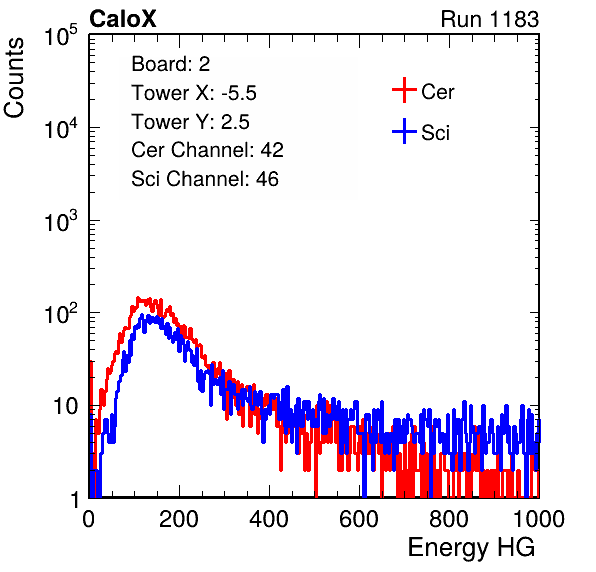 CaloX Run 1183
Counts
Board: 2
Tower X: -5.5
Tower Y: 2.5
Cer Channel: 42
Sci Channel: 46
Cer
Sci
10^5
10^4
10^3
10^2
10
1
0 200 400 600 800 1000
Energy HG